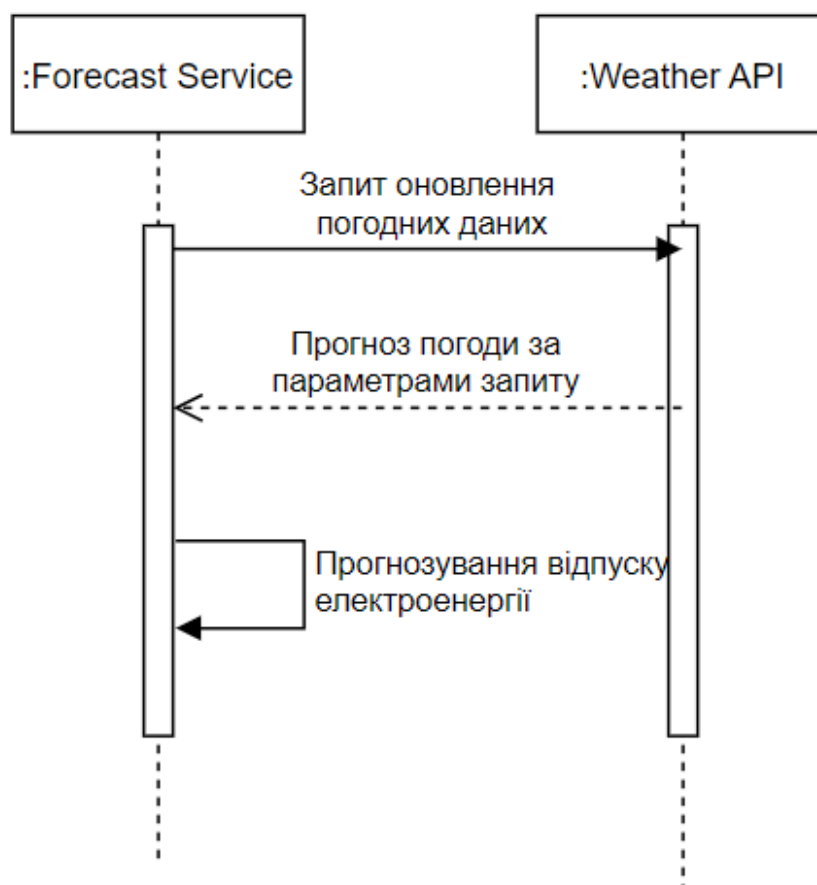 :Forecast Service
:Weather API
Запит оновлення
погодних даних
Прогноз погоди за
параметрами запиту
Прогнозування відпуску
електроенергії